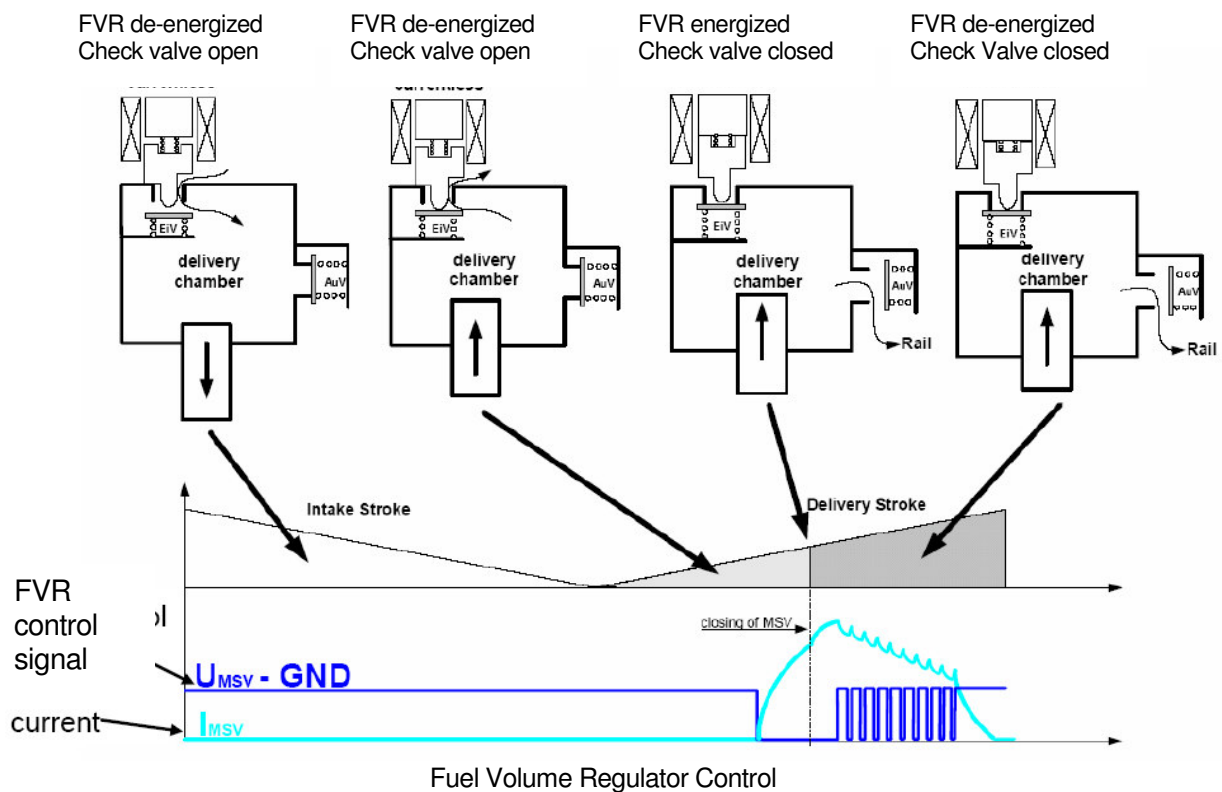 FVR de-energized
Check valve open
FVR de-energized
Check valve open
FVR energized
Check valve closed
FVR de-energized
Check Valve closed
currentless
EiV
delivery
chamber
AuV
EiV
delivery
chamber
AuV
EiV
delivery
chamber
AuV
Rail
EiV
delivery
chamber
AuV
Rail
Intake Stroke
Delivery Stroke
FVR
control
signal
closing of MSV
UMSV - GND
current
IMSV
Fuel Volume Regulator Control